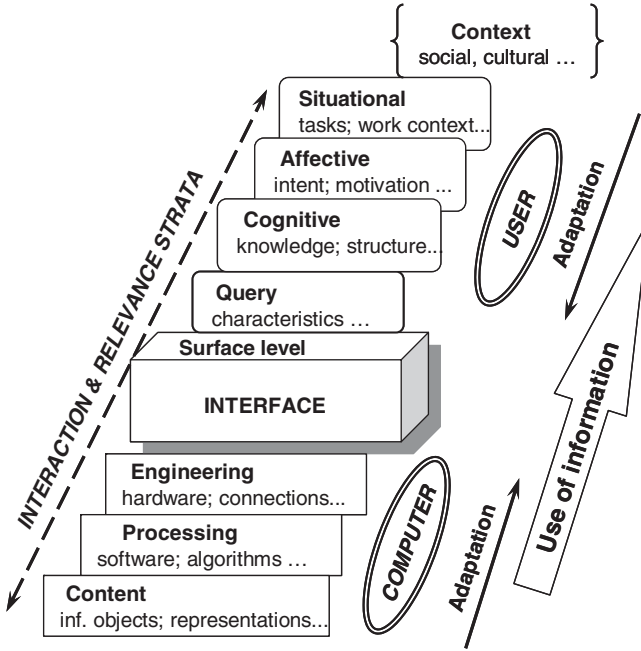 Context
social, cultural …
Situational
tasks; work context...
Affective
intent; motivation ...
Cognitive
knowledge; structure...
Query
characteristics …
Surface level
INTERFACE
Engineering
hardware; connections...
Processing
software; algorithms …
Content
inf. objects; representations...
INTERACTION & RELEVANCE STRATA
USER
Adaptation
COMPUTER
Adaptation
Use of information